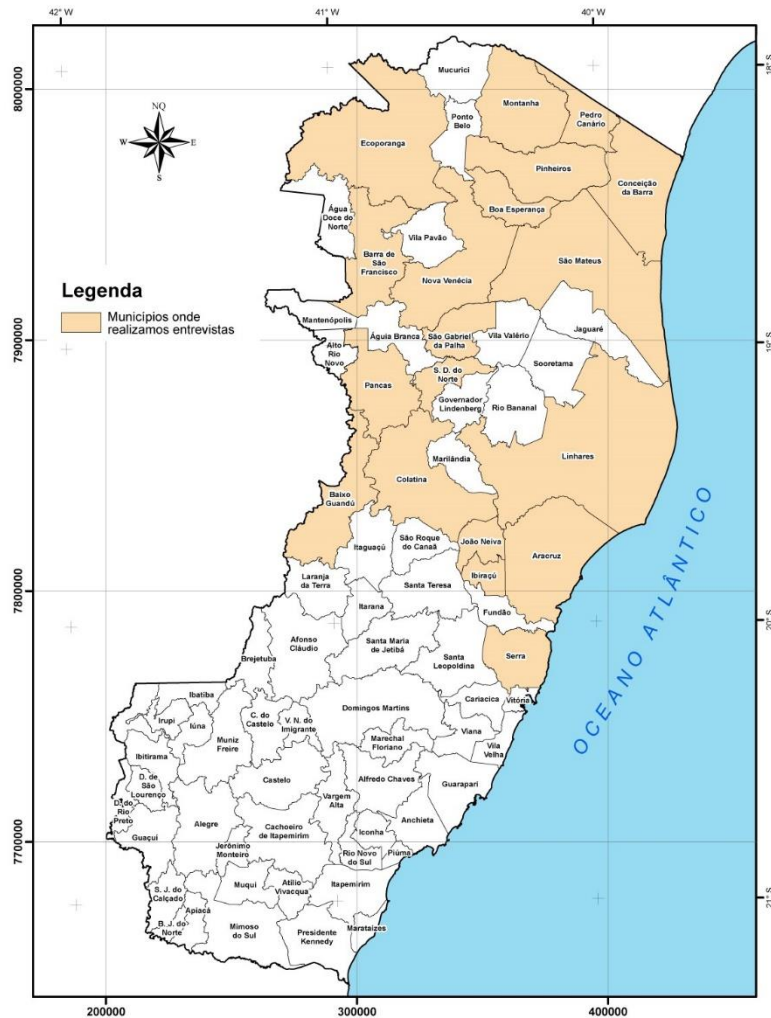 42° W
41° W
40° W
18°S
8000000
NQ
W
E
S
Mucurici
Montanha
Ponto
Belo
Pedro
Canário
Ecoporanga
Pinheiros
Conceição
da Barra
Água
Doce do
Norte
Boa Esperança
Vila Pavão
Barra de
São
Francisco
São Mateus
Nova Venécia
Legenda
Municípios onde
realizamos entrevistas
Mantenópolis
7900000
19°S
Águia Branca
São Gabriel
da Palha
Vila Valério
Jaguaré
Alto
Rio
Novo
Sooretama
S. D. do
Norte
Pancas
Governador
Lindenberg
Rio Bananal
Marilândia
Linhares
Colatina
Baixo
Guandú
João Neiva
Aracruz
São Roque
do Canaã
Itaguaçú
Ibiraçú
7800000
20°S
Laranja
da Terra
Santa Teresa
Itarana
Fundão
Afonso
Cláudio
Santa Maria
de Jetibá
Brejetuba
Santa
Leopoldina
Serra
OCEANO ATLÂNTICO
Ibatiba
Cariacica
Vitória
Irupi
Iúna
C. do
Castelo
V. N. do
Imigrante
Domingos Martins
Muniz
Freire
Marechal
Floriano
Viana
Vila
Velha
Ibitirama
D. de
São
Lourenço
Castelo
Alfredo Chaves
Guarapari
Vargem
Alta
D. do
Rio
Preto
Anchieta
Guaçuí
Alegre
Cachoeiro
de Itapemirim
Iconha
7700000
Jerônimo
Monteiro
Rio Novo
do Sul
Piúma
S. J. do
Calçado
Muqui
Atílio
Vivacqua
Itapemirim
21°S
Apiacá
B. J. do
Norte
Mimoso
do Sul
Presidente
Kennedy
Marataízes
200000
300000
400000